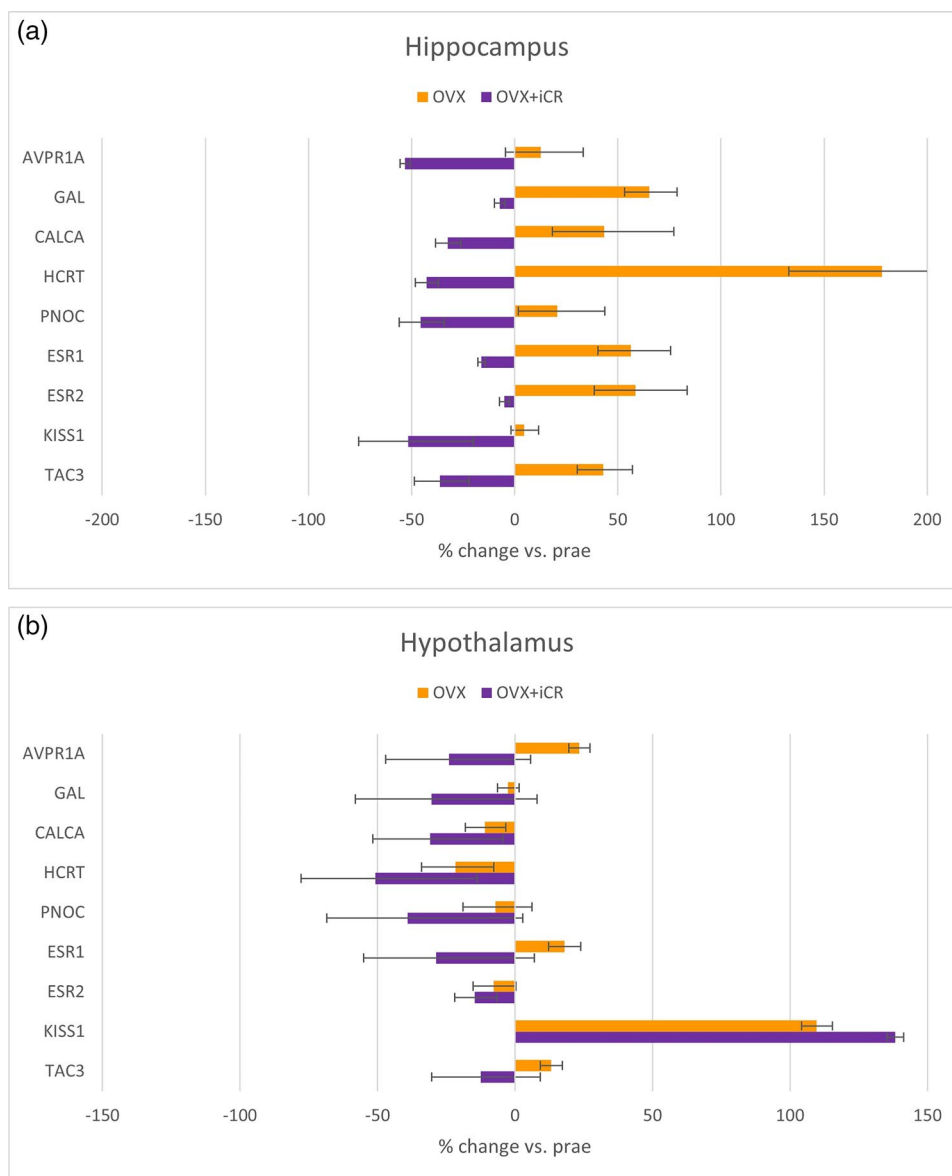 (a)
Hippocampus
OVX OVX+iCR
AVPR1A
GAL
CALCA
HCRT
PNOC
ESR1
ESR2
KISS1
TAC3
-200 -150 -100 -50 0 50 100 150 200
% change vs. prae
(b)
Hypothalamus
OVX OVX+iCR
AVPR1A
GAL
CALCA
HCRT
PNOC
ESR1
ESR2
KISS1
TAC3
-150 -100 -50 0 50 100 150
% change vs. prae